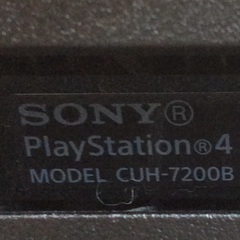 SONY®
PlayStation®4
MODEL CUH-7200B